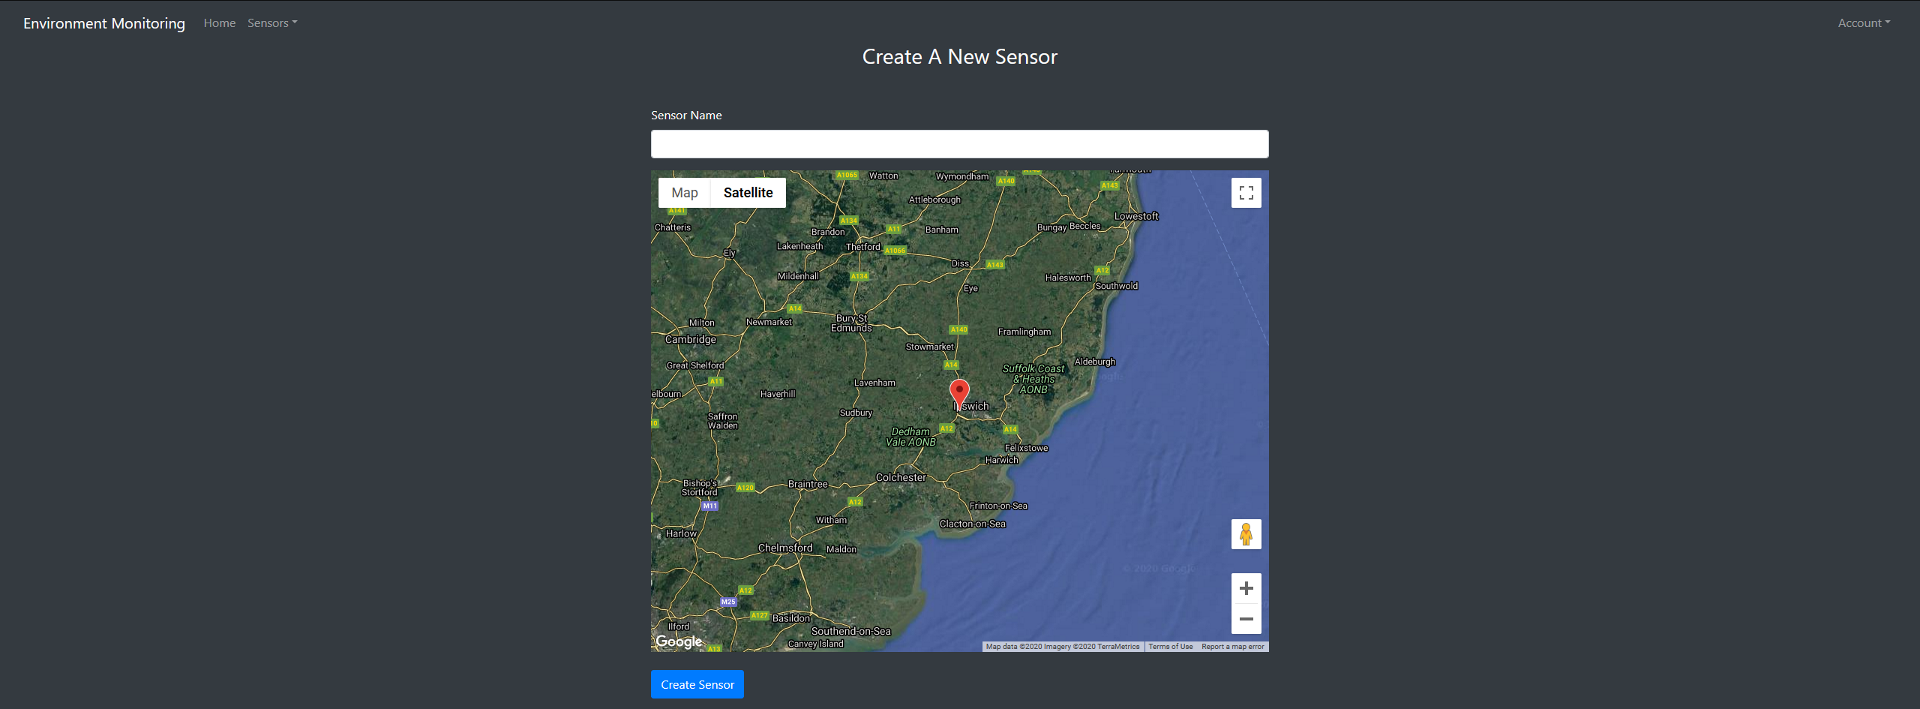 Environment Monitoring
Home
Sensors
Account
Create A New Sensor
Sensor Name
Map
Satellite
A1065
Watton
Wymondham
A140
A143
Attleborough
A141
Chatteris
A134
Brandon
A11
Banham
Bungay
Beccles
Lowestoft
Ely
Lakenheath
Thetford
A1066
Mildenhall
A134
Diss
A143
Halesworth
A12
Southwold
Eye
A14
Milton
Newmarket
Bury St
Edmunds
A140
Framlingham
Cambridge
Stowmarket
Great Shelford
A14
Aldeburgh
A11
Lavenham
Suffolk Coast
& Heaths
AONB
elbourn
Haverhill
Saffron
Walden
Sudbury
Ipswich
A12
A14
Dedham
Vale AONB
Felixstowe
Harwich
Bishop's
Stortford
A120
Braintree
Colchester
M11
A12
Frinton-on-Sea
Witham
Clacton-on-Sea
Harlow
Chelmsford
Maldon
© 2020 Google
A12
M25
A127
Basildon
Ilford
Southend-on-Sea
Canvey Island
A13
Google
Map data ©2020 Imagery ©2020 TerraMetrics
Terms of Use
Report a map error
Create Sensor